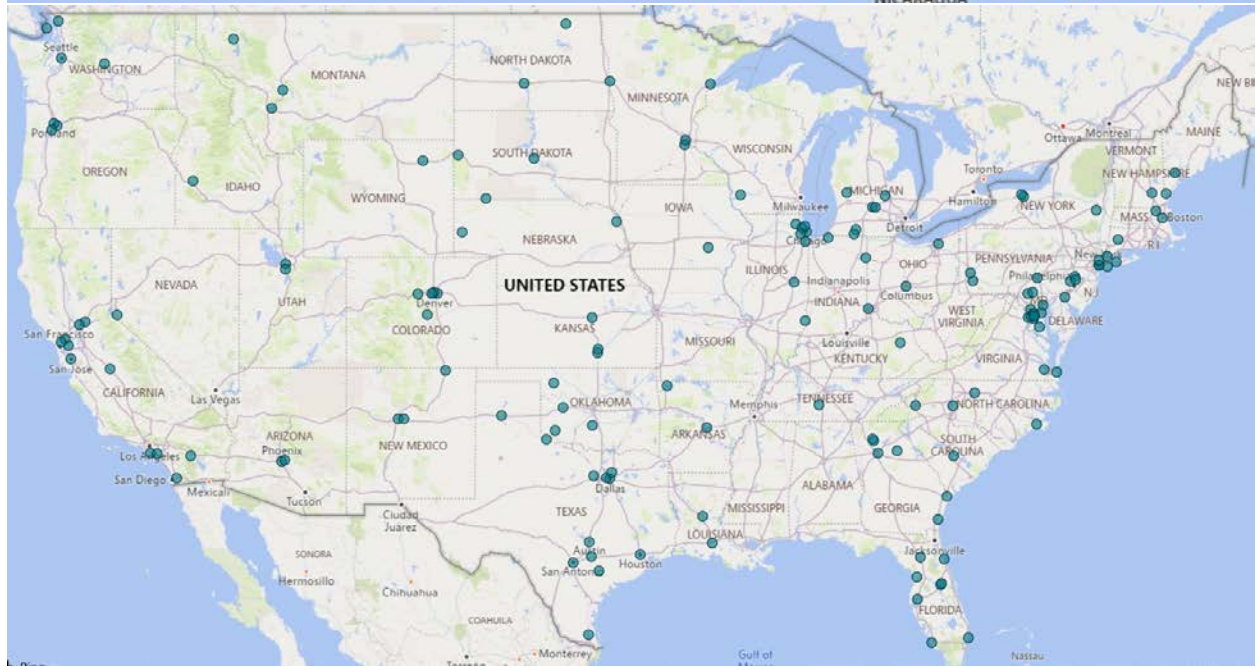 NICARAGUA
Seattle
WASHINGTON
MONTANA
NORTH DAKOTA
MINNESOTA
Ottawa
Montreal
MAINE
VERMONT
Portland
OREGON
IDAHO
SOUTH DAKOTA
WISCONSIN
MICHIGAN
Toronto
NEW HAMPSHIRE
WYOMING
Milwaukee
Hamilton
NEW YORK
IOWA
Detroit
MASS
Boston
NEBRASKA
Chicago
R.I.
NEVADA
UTAH
UNITED STATES
ILLINOIS
Indianapolis
OHIO
PENNSYLVANIA
Philadelphia
Denver
INDIANA
Columbus
N.J.
San Francisco
COLORADO
KANSAS
MISSOURI
Louisville
WEST
VIRGINIA
DELAWARE
San Jose
KENTUCKY
VIRGINIA
CALIFORNIA
Las Vegas
OKLAHOMA
Memphis
TENNESSEE
NORTH CAROLINA
Los Angeles
ARIZONA
Phoenix
NEW MEXICO
ARKANSAS
SOUTH
CAROLINA
San Diego
Mexicali
Tucson
Dallas
ALABAMA
Ciudad
Juarez
TEXAS
MISSISSIPPI
GEORGIA
LOUISIANA
SONORA
Austin
Jacksonville
Hermosillo
San Antonio
Houston
Chihuahua
FLORIDA
COAHUILA
Monterrey
Gulf of
Nassau